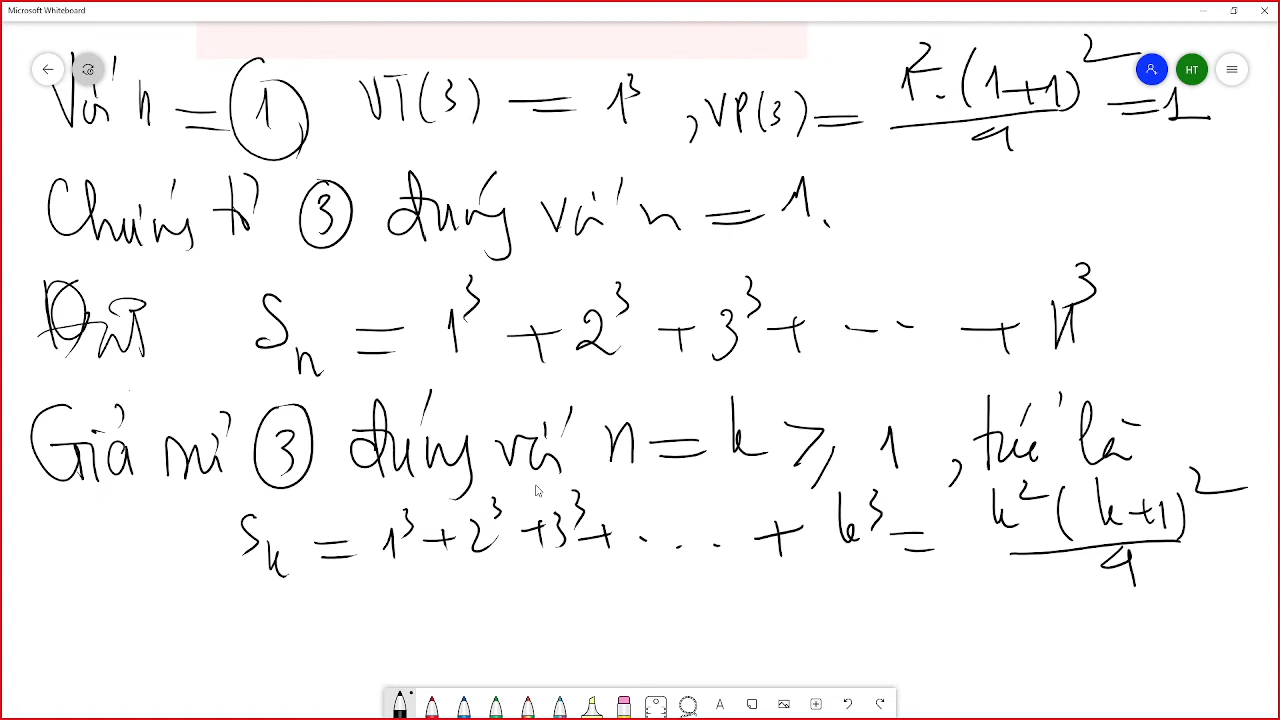 Microsoft Whiteboard
HT
Với n = 1, VT(3) = 1³, VP(3) = 1².(1+1)²/4 = 1
Chứng tỏ ③ đúng với n = 1.
Đặt Sₙ = 1³ + 2³ + 3³ + ... + n³
Giả sử ③ đúng với n = k ≥ 1, tức là
Sₖ = 1³ + 2³ + 3³ + .... + k³ = k²(k+1)²/4
A